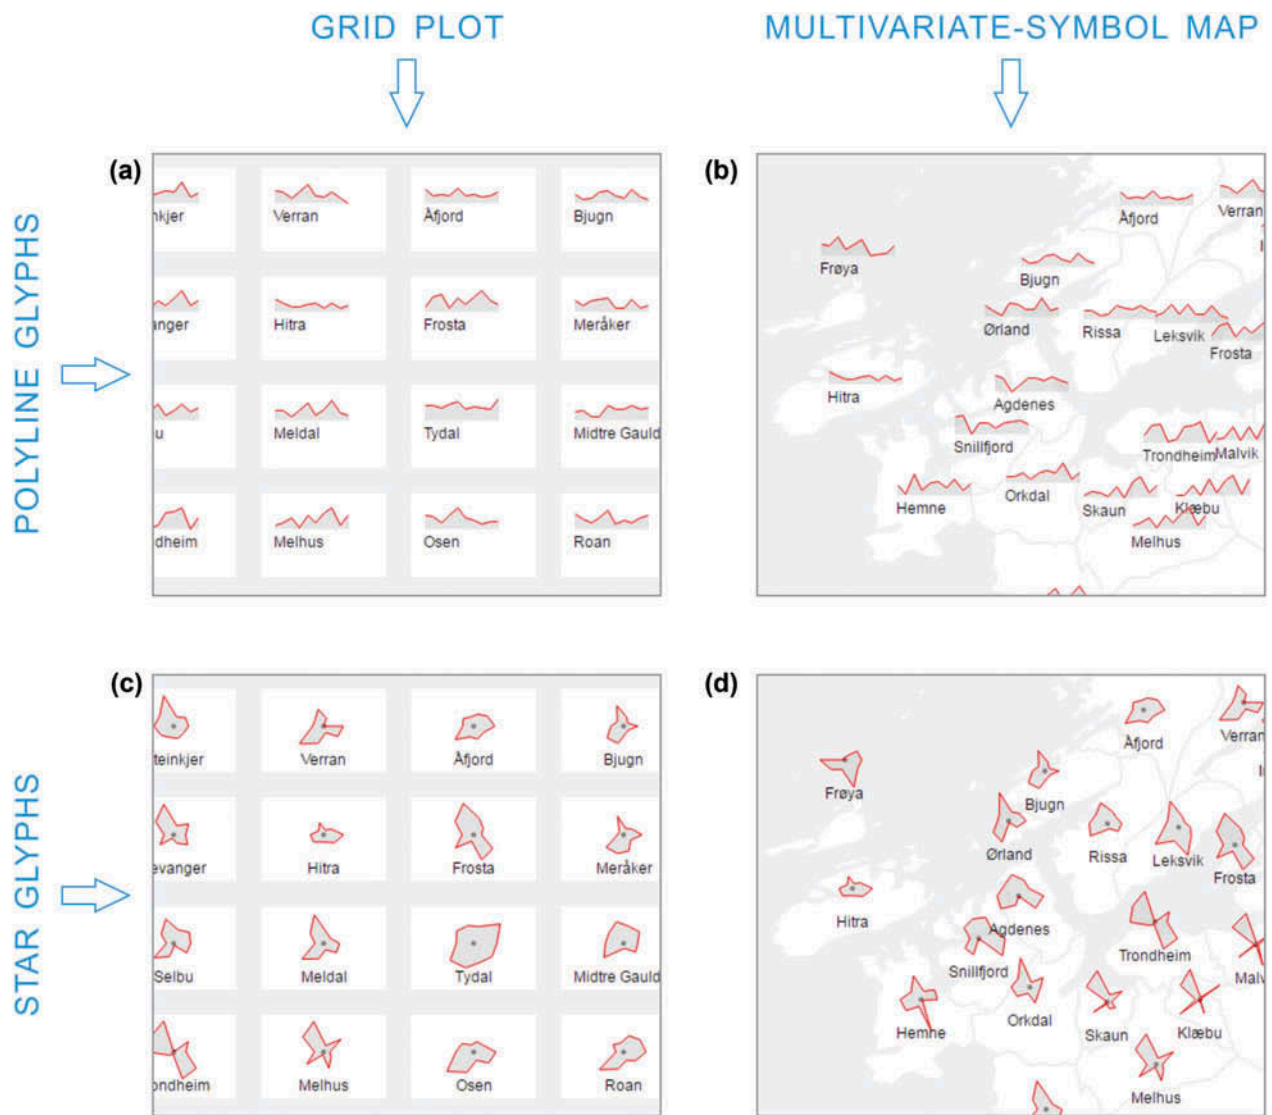 GRID PLOT
MULTIVARIATE-SYMBOL MAP
POLYLINE GLYPHS
(a)
nkjer
Verran
Åfjord
Bjugn
anger
Hitra
Frosta
Meråker
u
Meldal
Tydal
Midtre Gauld
dheim
Melhus
Osen
Roan
(b)
Åfjord
Verran
I
Frøya
Bjugn
Ørland
Rissa
Leksvik
Frosta
Hitra
Agdenes
Snillfjord
Trondheim
Malvik
Hemne
Orkdal
Skaun
Klæbu
Melhus
STAR GLYPHS
(c)
teinkjer
Verran
Åfjord
Bjugn
evanger
Hitra
Frosta
Meråker
Selbu
Meldal
Tydal
Midtre Gauld
ondheim
Melhus
Osen
Roan
(d)
Åfjord
Verran
I
Frøya
Bjugn
Ørland
Rissa
Leksvik
Frosta
Hitra
Agdenes
Snillfjord
Trondheim
Malv
Hemne
Orkdal
Skaun
Klæbu
Melhus